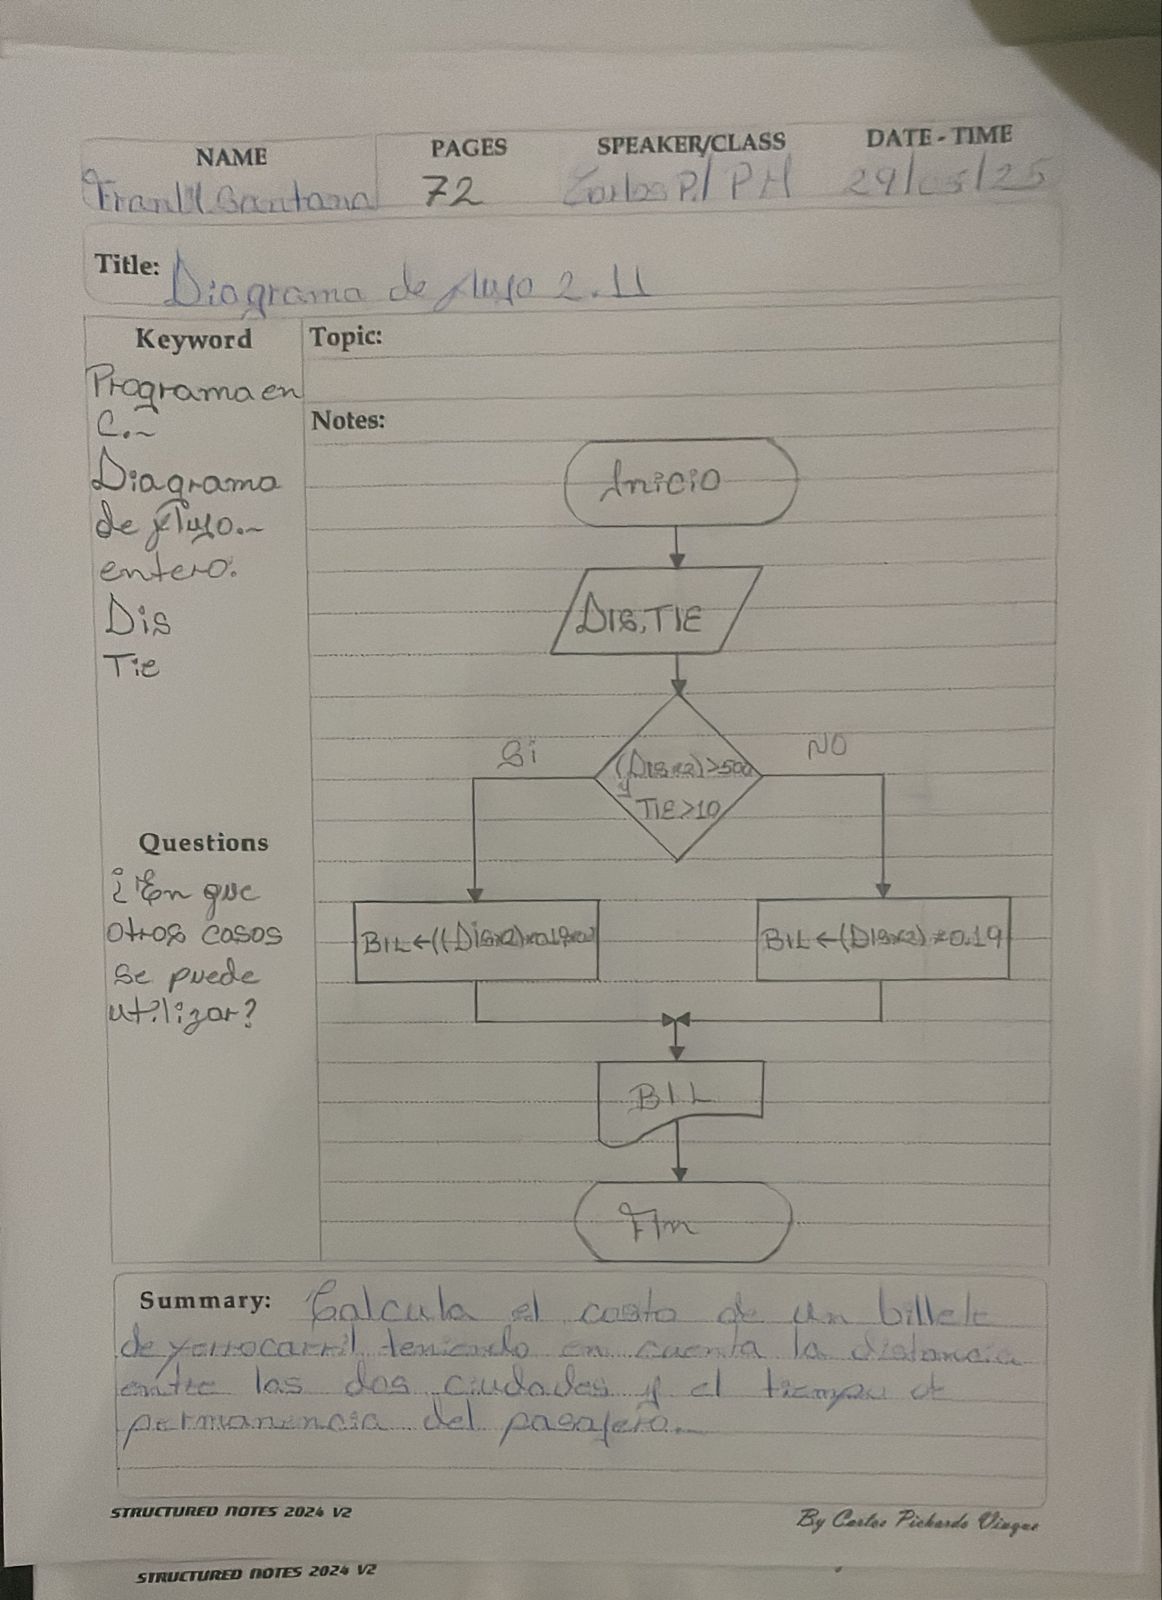 NAME PAGES SPEAKER/CLASS DATE - TIME
Santana 72 Carlos P./ PH 29/05/25
Title: Diagrama de flujo 2.11
Keyword
Programa en
C.~
Diagrama
de flujo.~
entero.
Dis
Tie
Questions
¿En que
otros casos
se puede
utilizar?
Topic:
Notes:
Inicio
DIS,TIE
Si
NO
(DIS*2)>500
y
TIE>10
BIL←((DIS*2)*0.19*
BIL←(DIS*2)*0.19
BIL
Fin
Summary: Calcula el costo de un billete
de ferrocarril teniendo en cuenta la distancia
entre las dos ciudades y el tiempo de
permanencia del pasajero.
STRUCTURED NOTES 2024 V2
By Carlos Pichardo Viuque
STRUCTURED NOTES 2024 V2